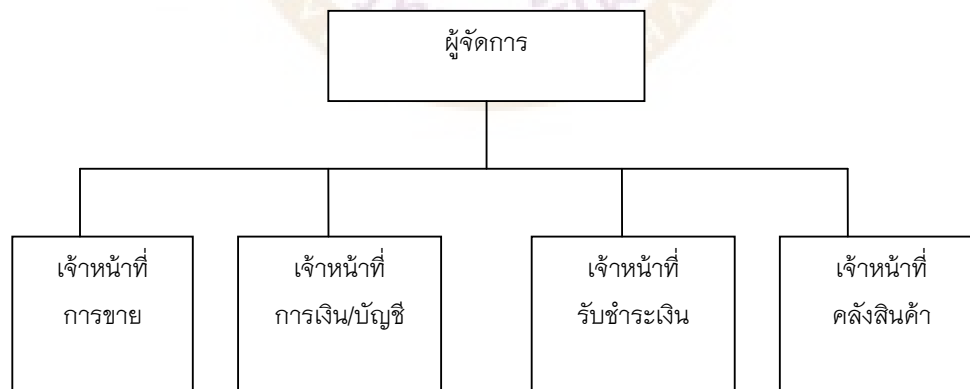 ผู้จัดการ
เจ้าหน้าที่
การขาย
เจ้าหน้าที่
การเงิน/บัญชี
เจ้าหน้าที่
รับชำระเงิน
เจ้าหน้าที่
คลังสินค้า